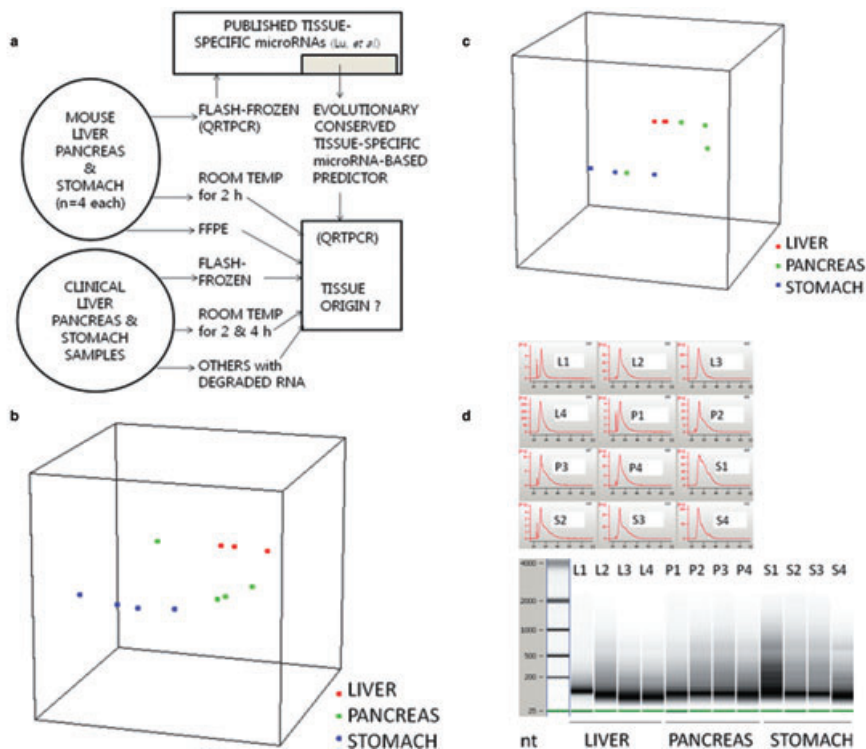 a
PUBLISHED TISSUE-
SPECIFIC microRNAs (Lu, et al)
MOUSE
LIVER
PANCREAS
&
STOMACH
(n=4 each)
FLASH-FROZEN
(QRTPCR)
EVOLUTIONARY
CONSERVED
TISSUE-SPECIFIC
microRNA-BASED
PREDICTOR
ROOM TEMP
for 2 h
FFPE
(QRTPCR)
TISSUE
ORIGIN ?
CLINICAL
LIVER
PANCREAS &
STOMACH
SAMPLES
FLASH-
FROZEN
ROOM TEMP
for 2 & 4 h
OTHERS with
DEGRADED RNA
b
LIVER
PANCREAS
STOMACH
c
LIVER
PANCREAS
STOMACH
d
L1 L2 L3
L4 P1 P2
P3 P4 S1
S2 S3 S4
L1 L2 L3 L4 P1 P2 P3 P4 S1 S2 S3 S4
4000
2000
1000
500
200
25
nt LIVER PANCREAS STOMACH